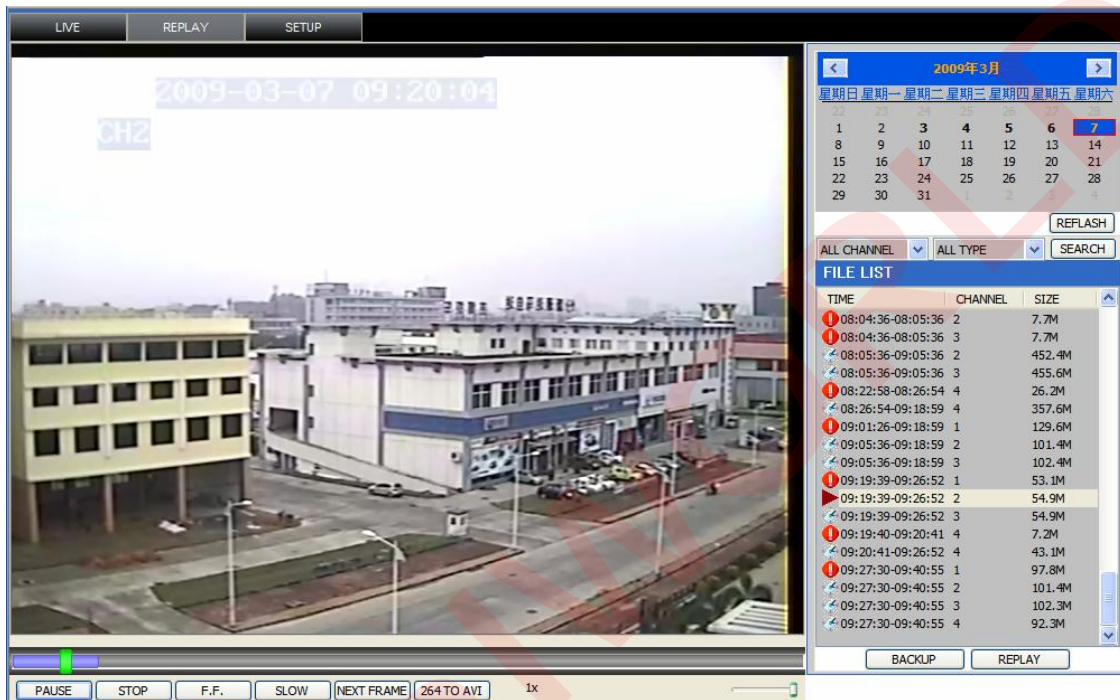 LIVE REPLAY SETUP
2009-03-07 09:20:04
CH2
2009年3月
星期日 星期一 星期二 星期三 星期四 星期五 星期六
22 23 24 25 26 27 28
1 2 3 4 5 6 7
8 9 10 11 12 13 14
15 16 17 18 19 20 21
22 23 24 25 26 27 28
29 30 31 1 2 3 4
REFLASH
ALL CHANNEL ALL TYPE SEARCH
FILE LIST
TIME CHANNEL SIZE
08:04:36-08:05:36 2 7.7M
08:04:36-08:05:36 3 7.7M
08:05:36-09:05:36 2 452.4M
08:05:36-09:05:36 3 455.6M
08:22:58-08:26:54 4 26.2M
08:26:54-09:18:59 4 357.6M
09:01:26-09:18:59 1 129.6M
09:05:36-09:18:59 2 101.4M
09:05:36-09:18:59 3 102.4M
09:19:39-09:26:52 1 53.1M
09:19:39-09:26:52 2 54.9M
09:19:39-09:26:52 3 54.9M
09:19:40-09:20:41 4 7.2M
09:20:41-09:26:52 4 43.1M
09:27:30-09:40:55 1 97.8M
09:27:30-09:40:55 2 101.4M
09:27:30-09:40:55 3 102.3M
09:27:30-09:40:55 4 92.3M
BACKUP REPLAY
PAUSE STOP F.F. SLOW NEXT FRAME 264 TO AVI 1x